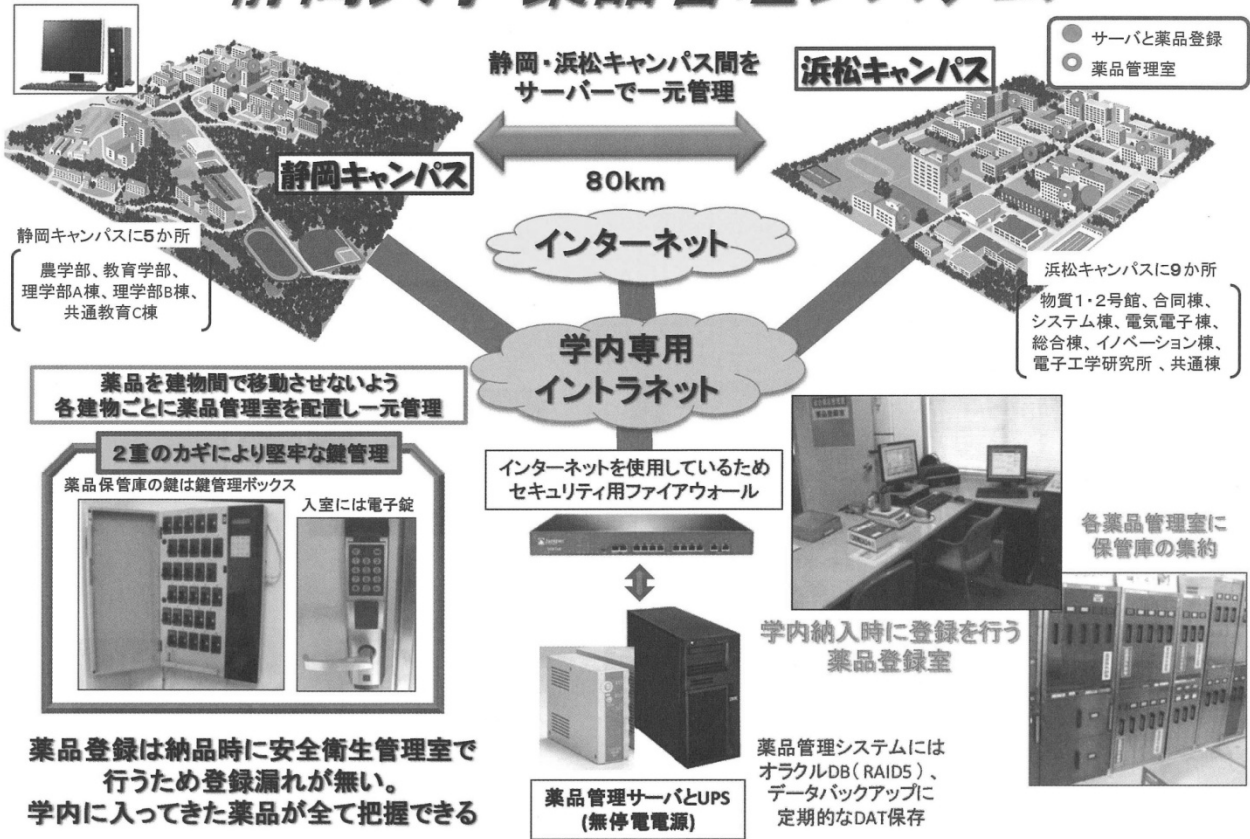 静岡・浜松キャンパス間を
サーバーで一元管理
80km
静岡キャンパス
浜松キャンパス
サーバと薬品登録
薬品管理室
静岡キャンパスに5か所
農学部、教育学部、
理学部A棟、理学部B棟、
共通教育C棟
インターネット
学内専用
イントラネット
浜松キャンパスに9か所
物質1・2号館、合同棟、
システム棟、電気電子棟、
総合棟、イノベーション棟、
電子工学研究所 、共通棟
薬品を建物間で移動させないよう
各建物ごとに薬品管理室を配置し一元管理
2重のカギにより堅牢な鍵管理
薬品保管庫の鍵は鍵管理ボックス
入室には電子錠
インターネットを使用しているため
セキュリティ用ファイアウォール
各薬品管理室に
保管庫の集約
学内納入時に登録を行う
薬品登録室
薬品登録は納品時に安全衛生管理室で
行うため登録漏れが無い。
学内に入ってきた薬品が全て把握できる
薬品管理サーバとUPS
(無停電電源)
薬品管理システムには
オラクルDB(RAID5)、
データバックアップに
定期的なDAT保存